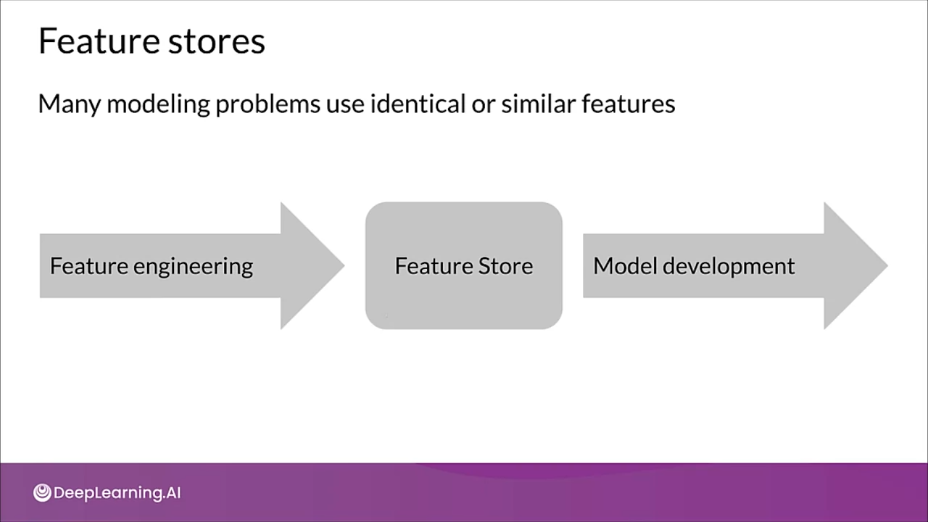 Feature stores
Many modeling problems use identical or similar features
Feature engineering
Feature Store
Model development
DeepLearning.AI